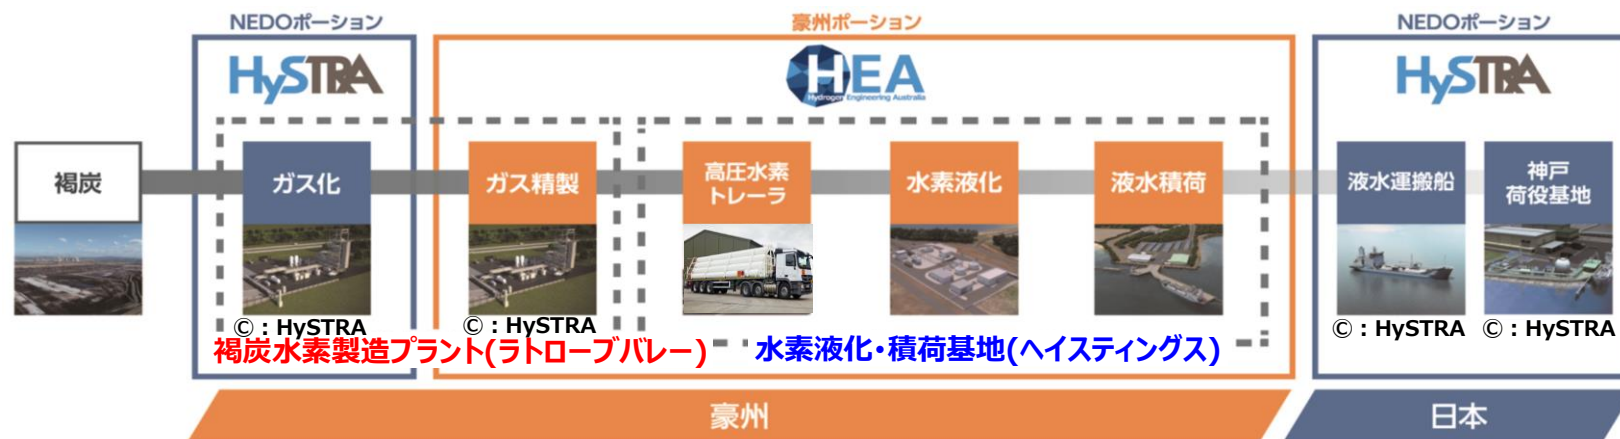 NEDOポーション
豪州ポーション
NEDOポーション
HySTRA
HEA
Hydrogen Engineering Australia
HySTRA
褐炭
ガス化
ガス精製
高圧水素
トレーラ
水素液化
液水積荷
液水運搬船
神戸
荷役基地
©：HySTRA
©：HySTRA
©：HySTRA
©：HySTRA
褐炭水素製造プラント(ラトローブバレー)
水素液化・積荷基地(ヘイスティングス)
豪州
日本